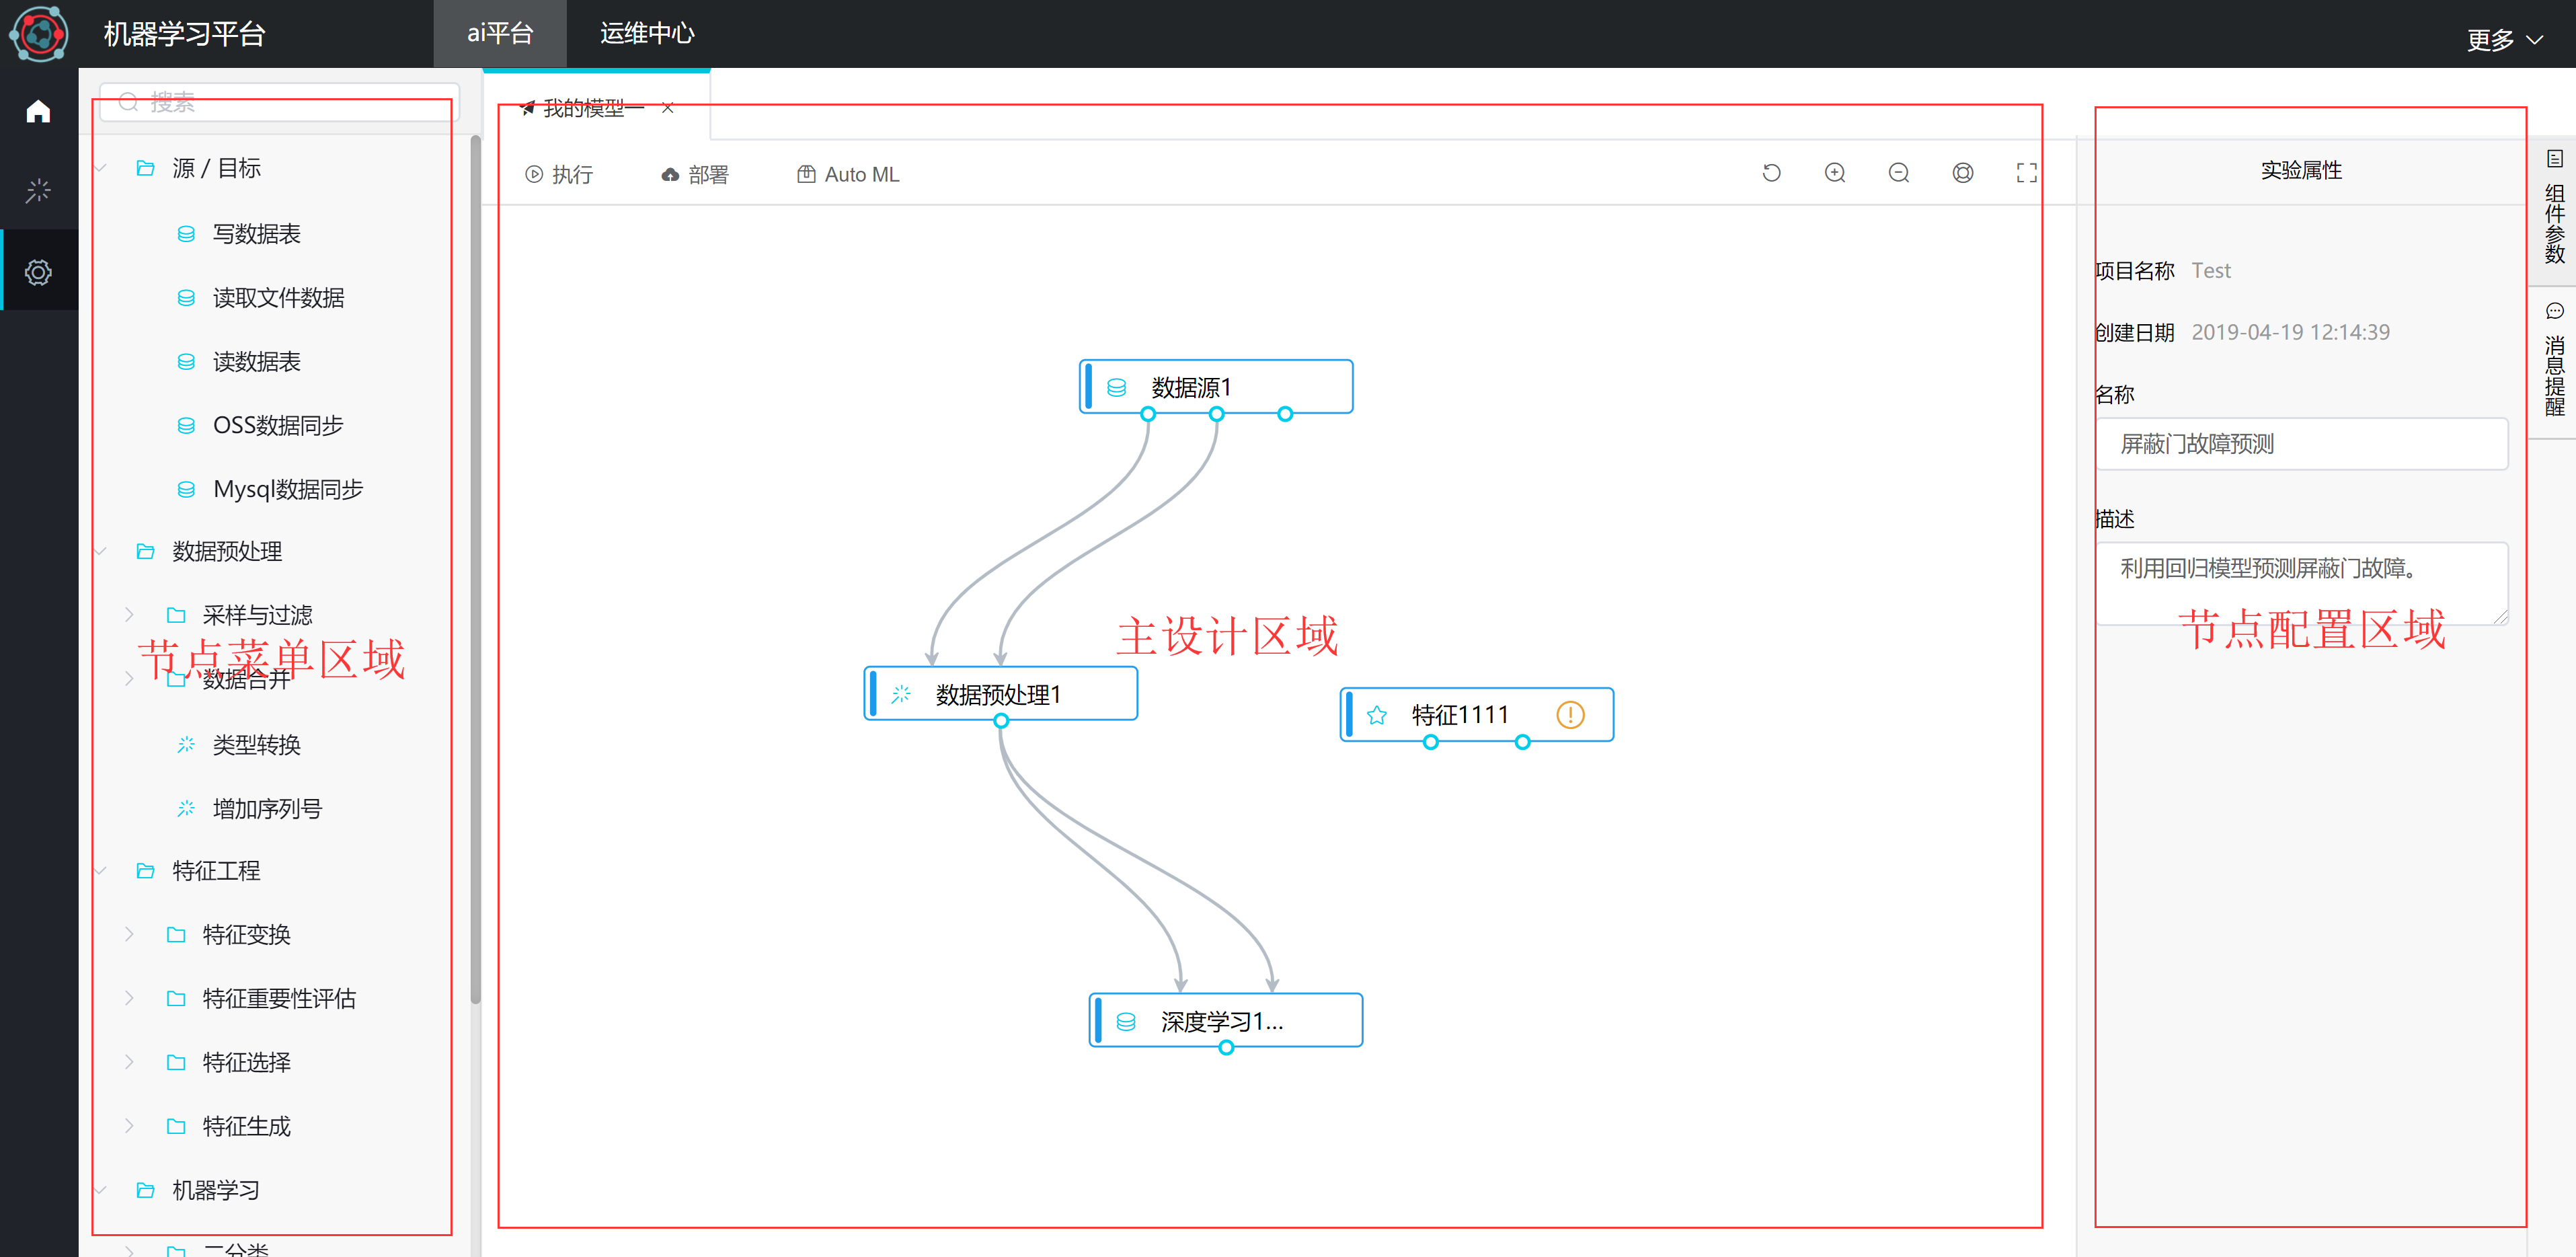 机器学习平台
ai平台
运维中心
更多
搜索
源 / 目标
写数据表
读取文件数据
读数据表
OSS数据同步
Mysql数据同步
数据预处理
采样与过滤
节点菜单区域
数据合并
类型转换
增加序列号
特征工程
特征变换
特征重要性评估
特征选择
特征生成
机器学习
二分类
我的模型一
执行
部署
Auto ML
数据源1
数据预处理1
主设计区域
特征1111
深度学习1...
实验属性
项目名称 Test
创建日期 2019-04-19 12:14:39
名称
屏蔽门故障预测
描述
利用回归模型预测屏蔽门故障。
节点配置区域
组件参数
消息提醒